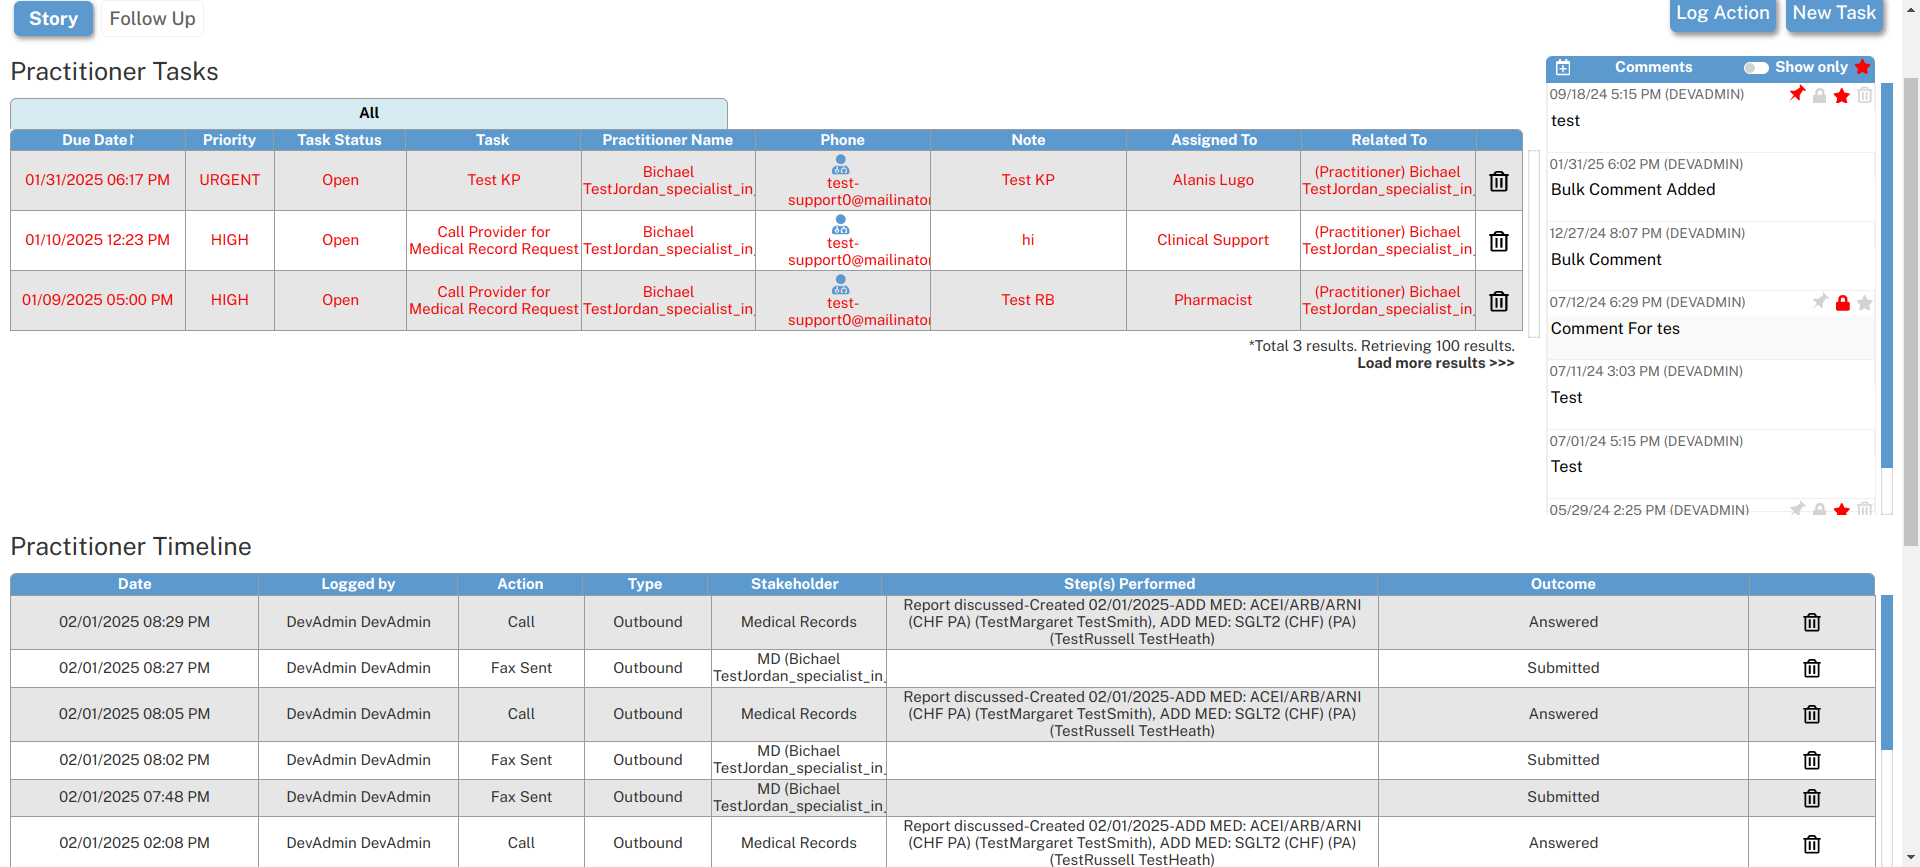 Story
Follow Up
Log Action
New Task
Practitioner Tasks
All
Due Date↑ Priority Task Status Task Practitioner Name Phone Note Assigned To Related To
01/31/2025 06:17 PM URGENT Open Test KP Bichael
TestJordan_specialist_in_ test-
support0@mailinator Test KP Alanis Lugo (Practitioner) Bichael
TestJordan_specialist_in_
01/10/2025 12:23 PM HIGH Open Call Provider for
Medical Record Request Bichael
TestJordan_specialist_in_ test-
support0@mailinator hi Clinical Support (Practitioner) Bichael
TestJordan_specialist_in_
01/09/2025 05:00 PM HIGH Open Call Provider for
Medical Record Request Bichael
TestJordan_specialist_in_ test-
support0@mailinator Test RB Pharmacist (Practitioner) Bichael
TestJordan_specialist_in_
*Total 3 results. Retrieving 100 results.
Load more results >>>
Comments Show only
09/18/24 5:15 PM (DEVADMIN)
test
01/31/25 6:02 PM (DEVADMIN)
Bulk Comment Added
12/27/24 8:07 PM (DEVADMIN)
Bulk Comment
07/12/24 6:29 PM (DEVADMIN)
Comment For tes
07/11/24 3:03 PM (DEVADMIN)
Test
07/01/24 5:15 PM (DEVADMIN)
Test
05/29/24 2:25 PM (DEVADMIN)
Practitioner Timeline
Date Logged by Action Type Stakeholder Step(s) Performed Outcome
02/01/2025 08:29 PM DevAdmin DevAdmin Call Outbound Medical Records Report discussed-Created 02/01/2025-ADD MED: ACEI/ARB/ARNI
(CHF PA) (TestMargaret TestSmith), ADD MED: SGLT2 (CHF) (PA)
(TestRussell TestHeath) Answered
02/01/2025 08:27 PM DevAdmin DevAdmin Fax Sent Outbound MD (Bichael
TestJordan_specialist_in_ Submitted
02/01/2025 08:05 PM DevAdmin DevAdmin Call Outbound Medical Records Report discussed-Created 02/01/2025-ADD MED: ACEI/ARB/ARNI
(CHF PA) (TestMargaret TestSmith), ADD MED: SGLT2 (CHF) (PA)
(TestRussell TestHeath) Answered
02/01/2025 08:02 PM DevAdmin DevAdmin Fax Sent Outbound MD (Bichael
TestJordan_specialist_in_ Submitted
02/01/2025 07:48 PM DevAdmin DevAdmin Fax Sent Outbound MD (Bichael
TestJordan_specialist_in_ Submitted
02/01/2025 02:08 PM DevAdmin DevAdmin Call Outbound Medical Records Report discussed-Created 02/01/2025-ADD MED: ACEI/ARB/ARNI
(CHF PA) (TestMargaret TestSmith), ADD MED: SGLT2 (CHF) (PA)
(TestRussell TestHeath) Answered